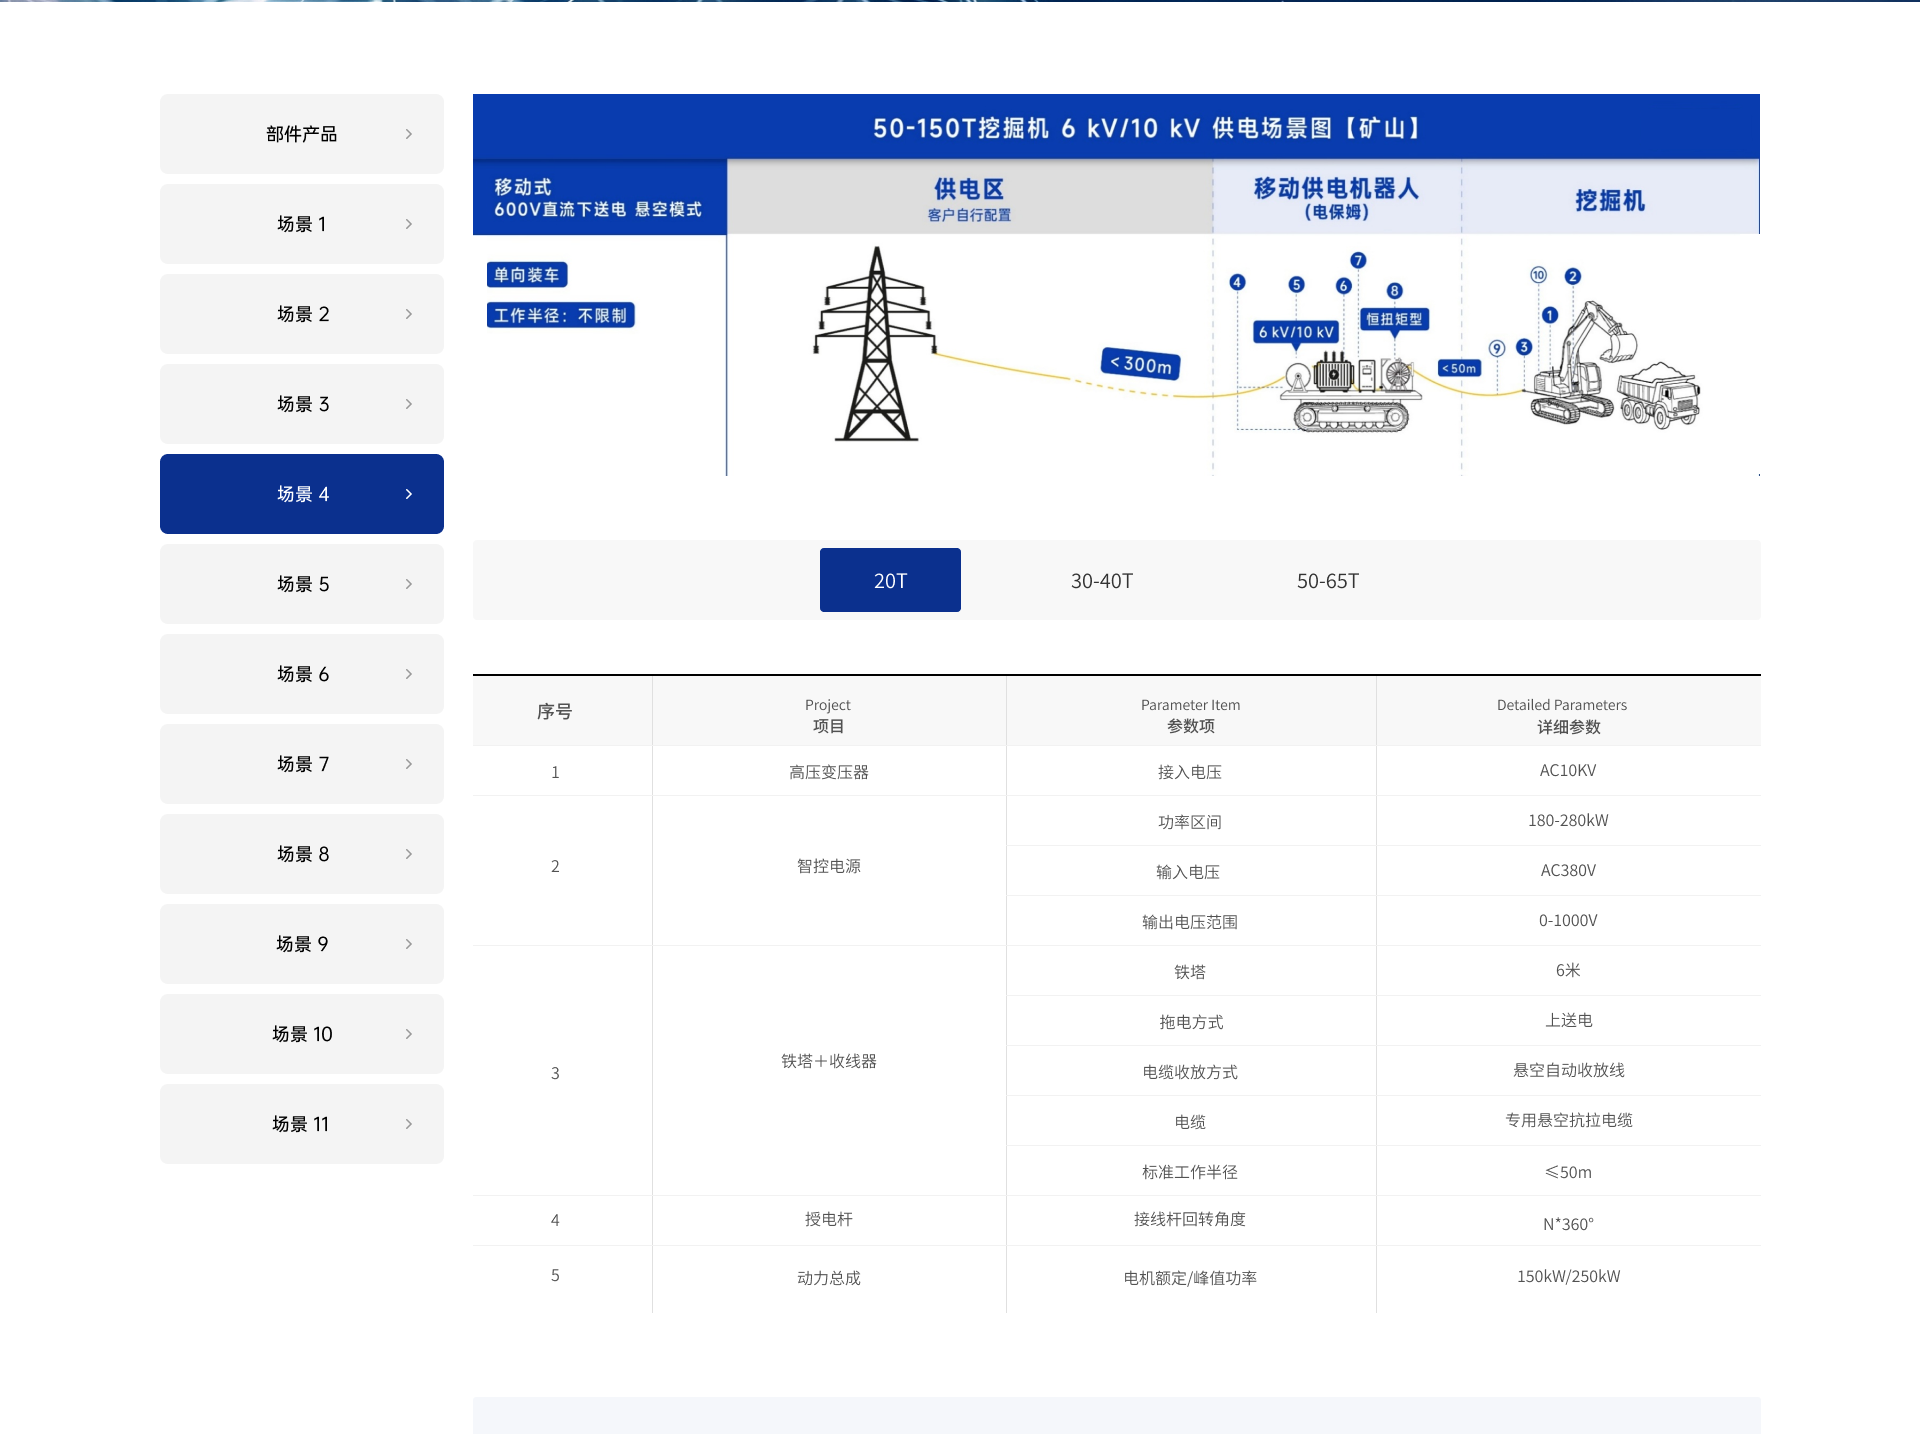 部件产品
场景 1
场景 2
场景 3
场景 4
场景 5
场景 6
场景 7
场景 8
场景 9
场景 10
场景 11
50-150T挖掘机 6 kV/10 kV 供电场景图【矿山】
移动式
600V直流下送电 悬空模式
供电区
客户自行配置
移动供电机器人
(电保姆)
挖掘机
单向装车
工作半径：不限制
<300m
4
5
7
6
8
6 kV/10 kV
恒扭矩型
<50m
10
2
1
9
3
20T
30-40T
50-65T
序号
Project
项目
Parameter Item
参数项
Detailed Parameters
详细参数
1
高压变压器
接入电压
AC10KV
2
智控电源
功率区间
180-280kW
输入电压
AC380V
输出电压范围
0-1000V
3
铁塔＋收线器
铁塔
6米
拖电方式
上送电
电缆收放方式
悬空自动收放线
电缆
专用悬空抗拉电缆
标准工作半径
≤50m
4
授电杆
接线杆回转角度
N*360°
5
动力总成
电机额定/峰值功率
150kW/250kW